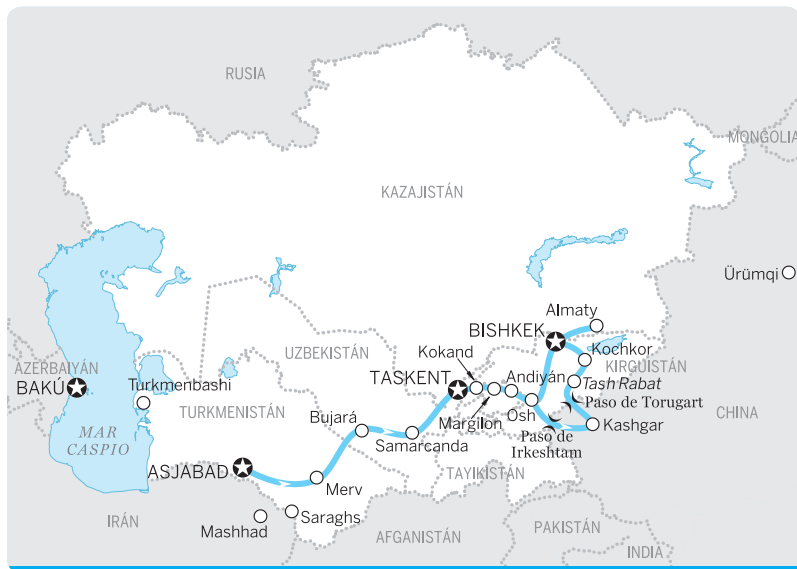 RUSIA
MONGOLIA
KAZAJISTÁN
Ürümqi
Almaty
BISHKEK
Kochkor
UZBEKISTÁN
Kokand
KIRGUISTÁN
AZERBAIYÁN
BAKÚ
Turkmenbashi
TASKENT
Andiyán
Tash Rabat
TURKMENISTÁN
Paso de Torugart
Bujará
Margilon
Osh
CHINA
Kashgar
MAR
CASPIO
Samarcanda
Paso de
Irkeshtam
ASJABAD
TAYIKISTÁN
Merv
IRÁN
Saraghs
Mashhad
AFGANISTÁN
PAKISTÁN
INDIA